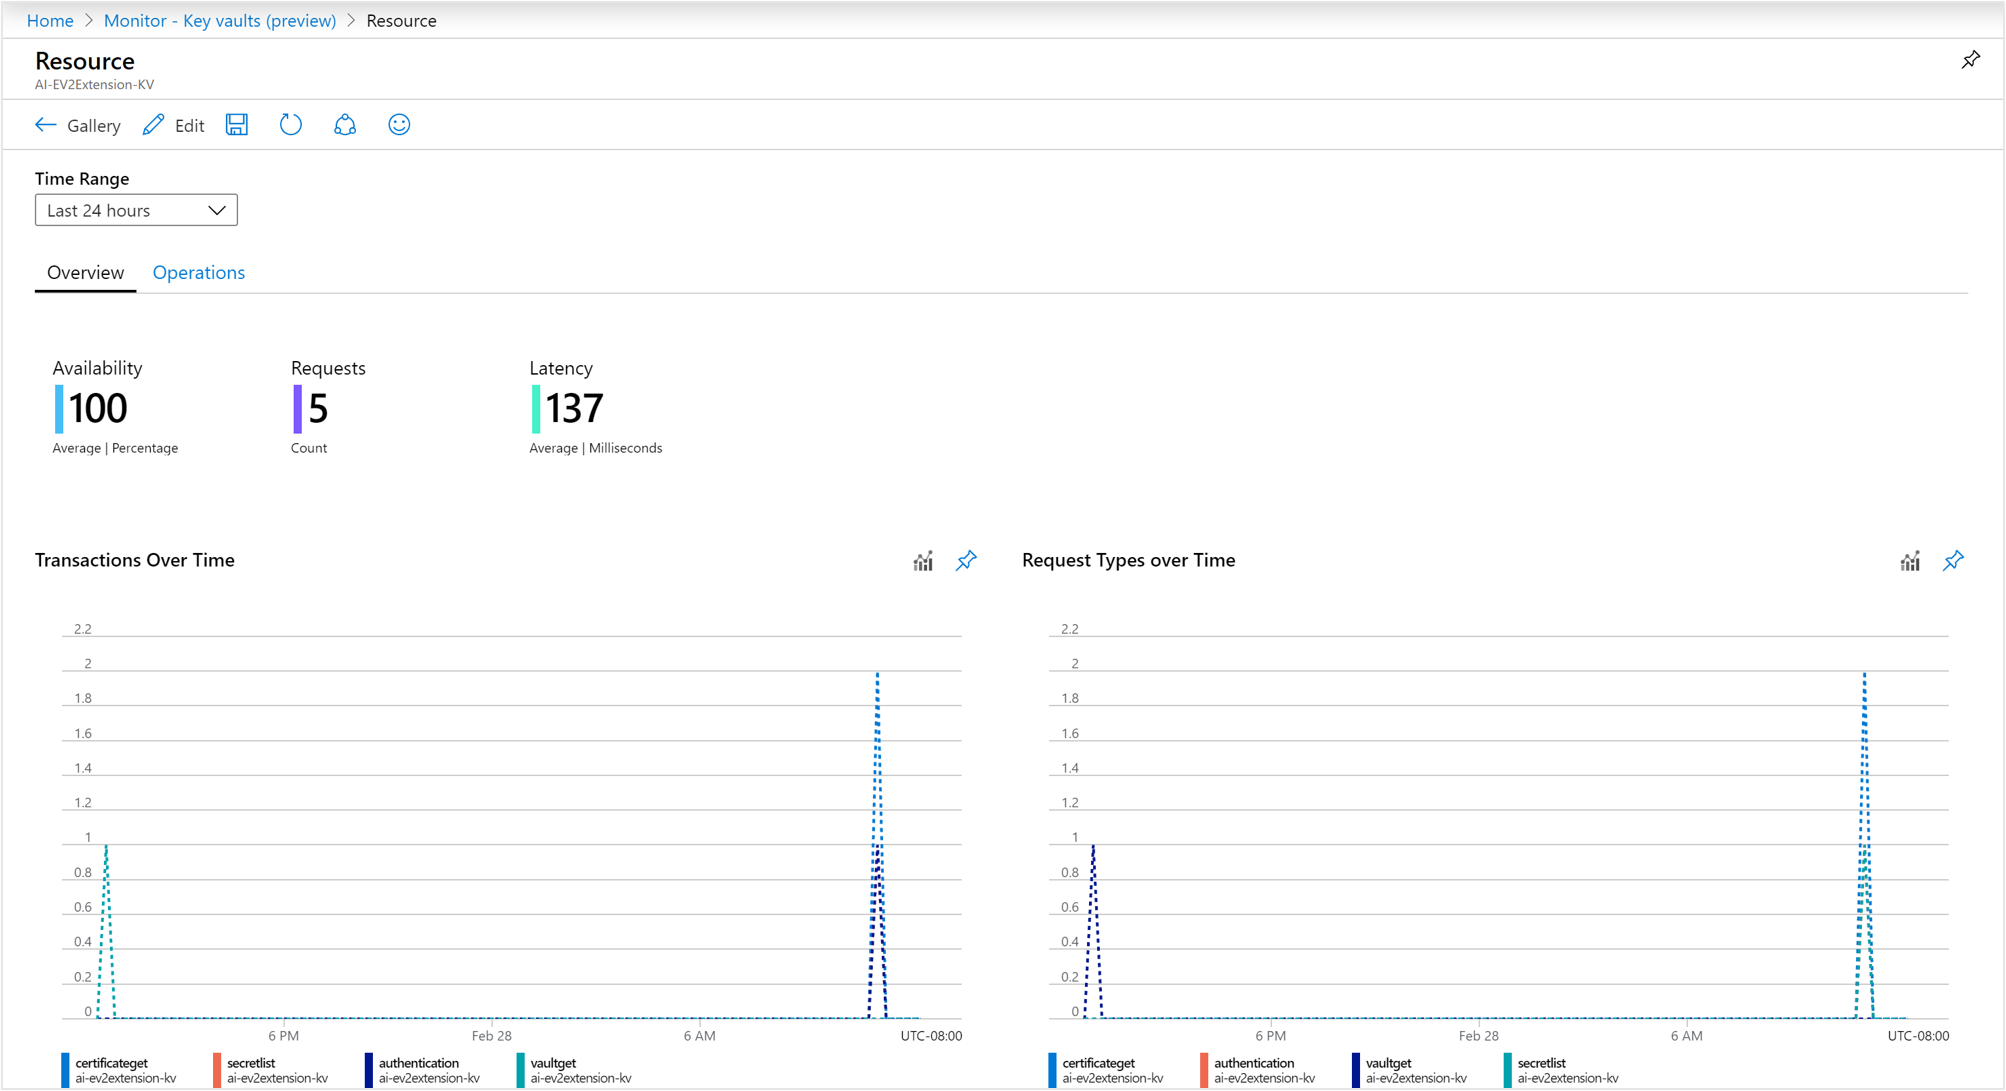 Home > Monitor - Key vaults (preview) > Resource
Resource
AI-EV2Extension-KV
Gallery Edit
Time Range
Last 24 hours
Overview Operations
Availability Requests Latency
100 5 137
Average | Percentage Count Average | Milliseconds
Transactions Over Time
2.2
2
1.8
1.6
1.4
1.2
1
0.8
0.6
0.4
0.2
0
6 PM Feb 28 6 AM UTC-08:00
certificateget secretlist authentication vaultget
ai-ev2extension-kv ai-ev2extension-kv ai-ev2extension-kv ai-ev2extension-kv
Request Types over Time
2.2
2
1.8
1.6
1.4
1.2
1
0.8
0.6
0.4
0.2
0
6 PM Feb 28 6 AM UTC-08:00
certificateget authentication vaultget secretlist
ai-ev2extension-kv ai-ev2extension-kv ai-ev2extension-kv ai-ev2extension-kv